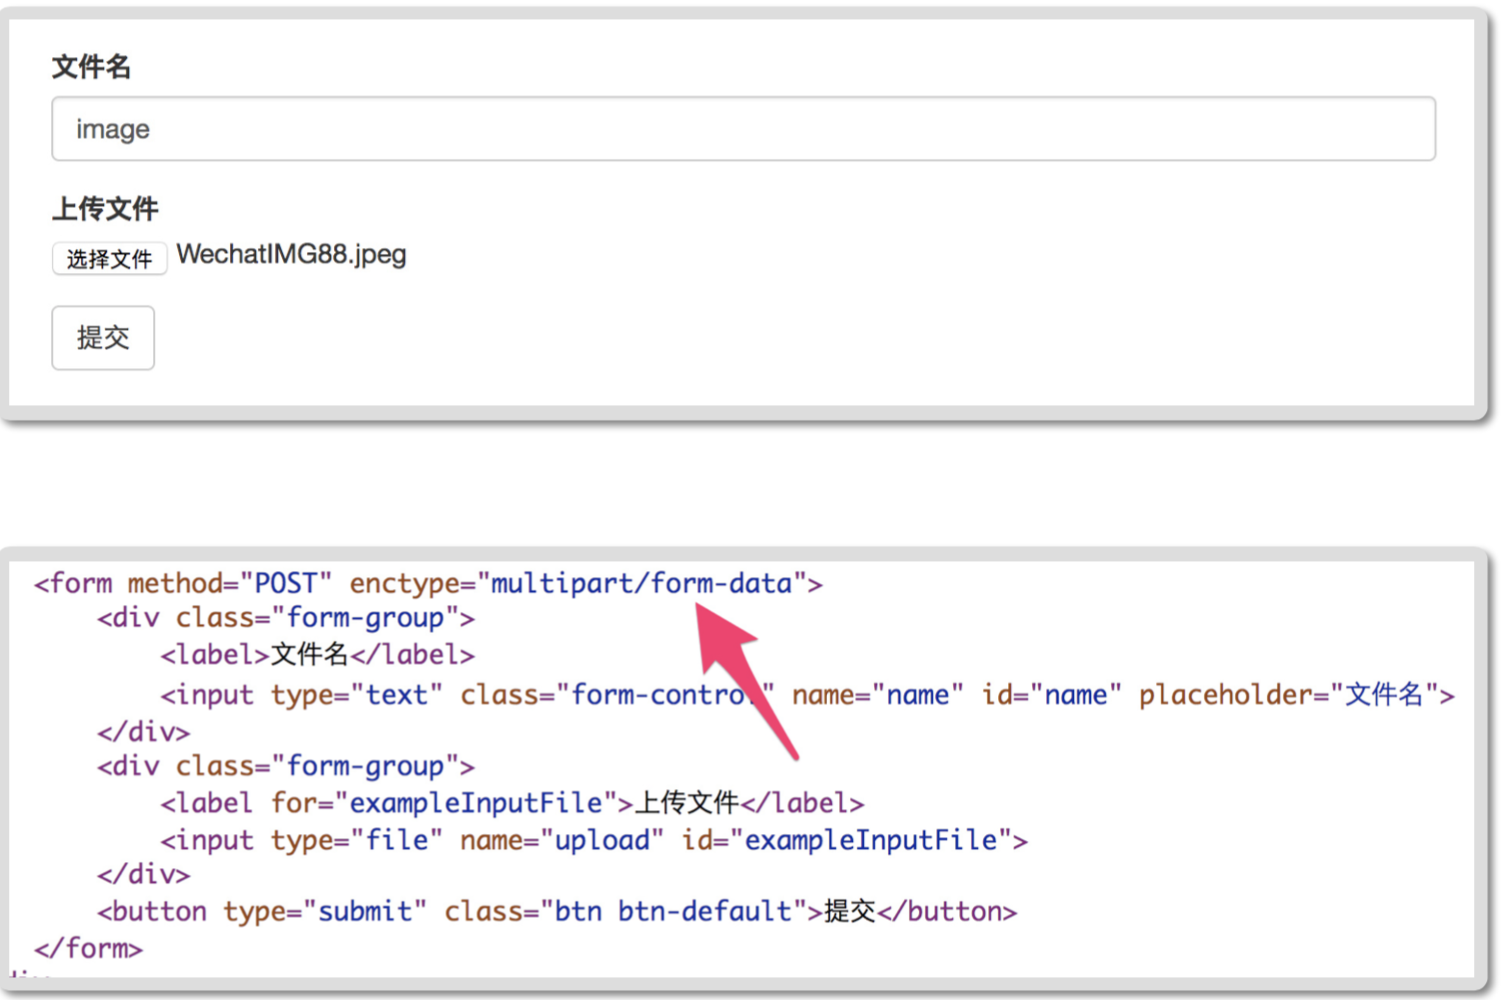 文件名
image
上传文件
选择文件 WechatIMG88.jpeg
提交
<form method="POST" enctype="multipart/form-data">
<div class="form-group">
<label>文件名</label>
<input type="text" class="form-control" name="name" id="name" placeholder="文件名">
</div>
<div class="form-group">
<label for="exampleInputFile">上传文件</label>
<input type="file" name="upload" id="exampleInputFile">
</div>
<button type="submit" class="btn btn-default">提交</button>
</form>